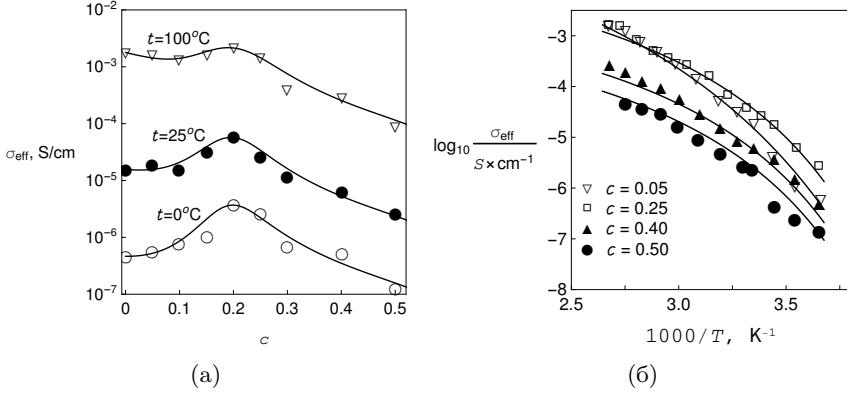 10⁻¹
10⁻²
10⁻³
10⁻⁴
10⁻⁵
10⁻⁶
10⁻⁷
σeff, S/cm
t=100°C
t=25°C
t=0°C
0 0.1 0.2 0.3 0.4 0.5
c
(а)
-3
-4
-5
-6
-7
-8
log₁₀ σeff / S×cm⁻¹
c = 0.05
c = 0.25
c = 0.40
c = 0.50
2.5 3.0 3.5
1000/T, K⁻¹
(б)